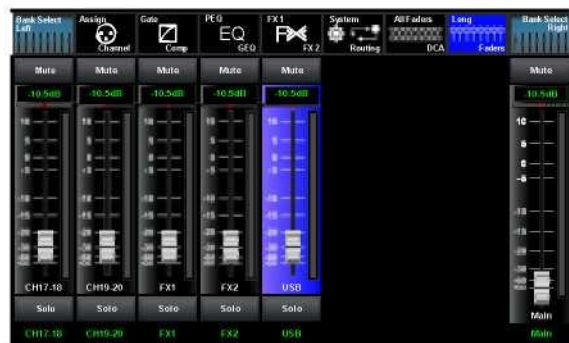 Bank Select Left
Assign Channel
Gate Comp
PEQ EQ GEQ
FX1 FX FX2
System Routing
All Faders DCA
Long Faders
Bank Select Right
Mute Mute Mute Mute Mute Mute
-10.5dB -10.5dB -10.5dB -10.5dB -10.5dB -10.5dB
CH17-18 CH19-20 FX1 FX2 USB Main
Solo Solo Solo Solo Solo
CH17-18 CH19-20 FX1 FX2 USB Main